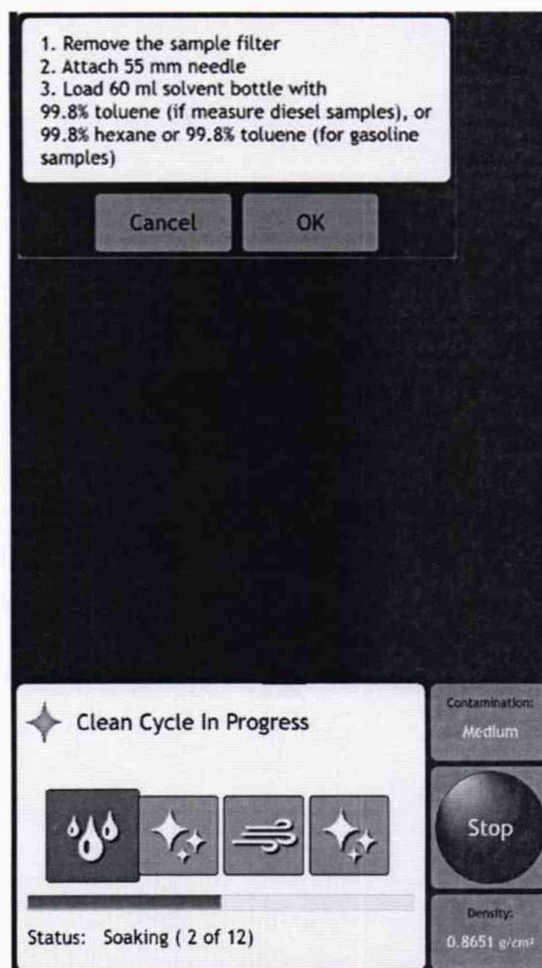 1. Remove the sample filter
2. Attach 55 mm needle
3. Load 60 ml solvent bottle with
99.8% toluene (if measure diesel samples), or
99.8% hexane or 99.8% toluene (for gasoline
samples)
Cancel
OK
Clean Cycle In Progress
Contamination:
Medium
Stop
Status: Soaking ( 2 of 12)
Density:
0.8651 g/cm³